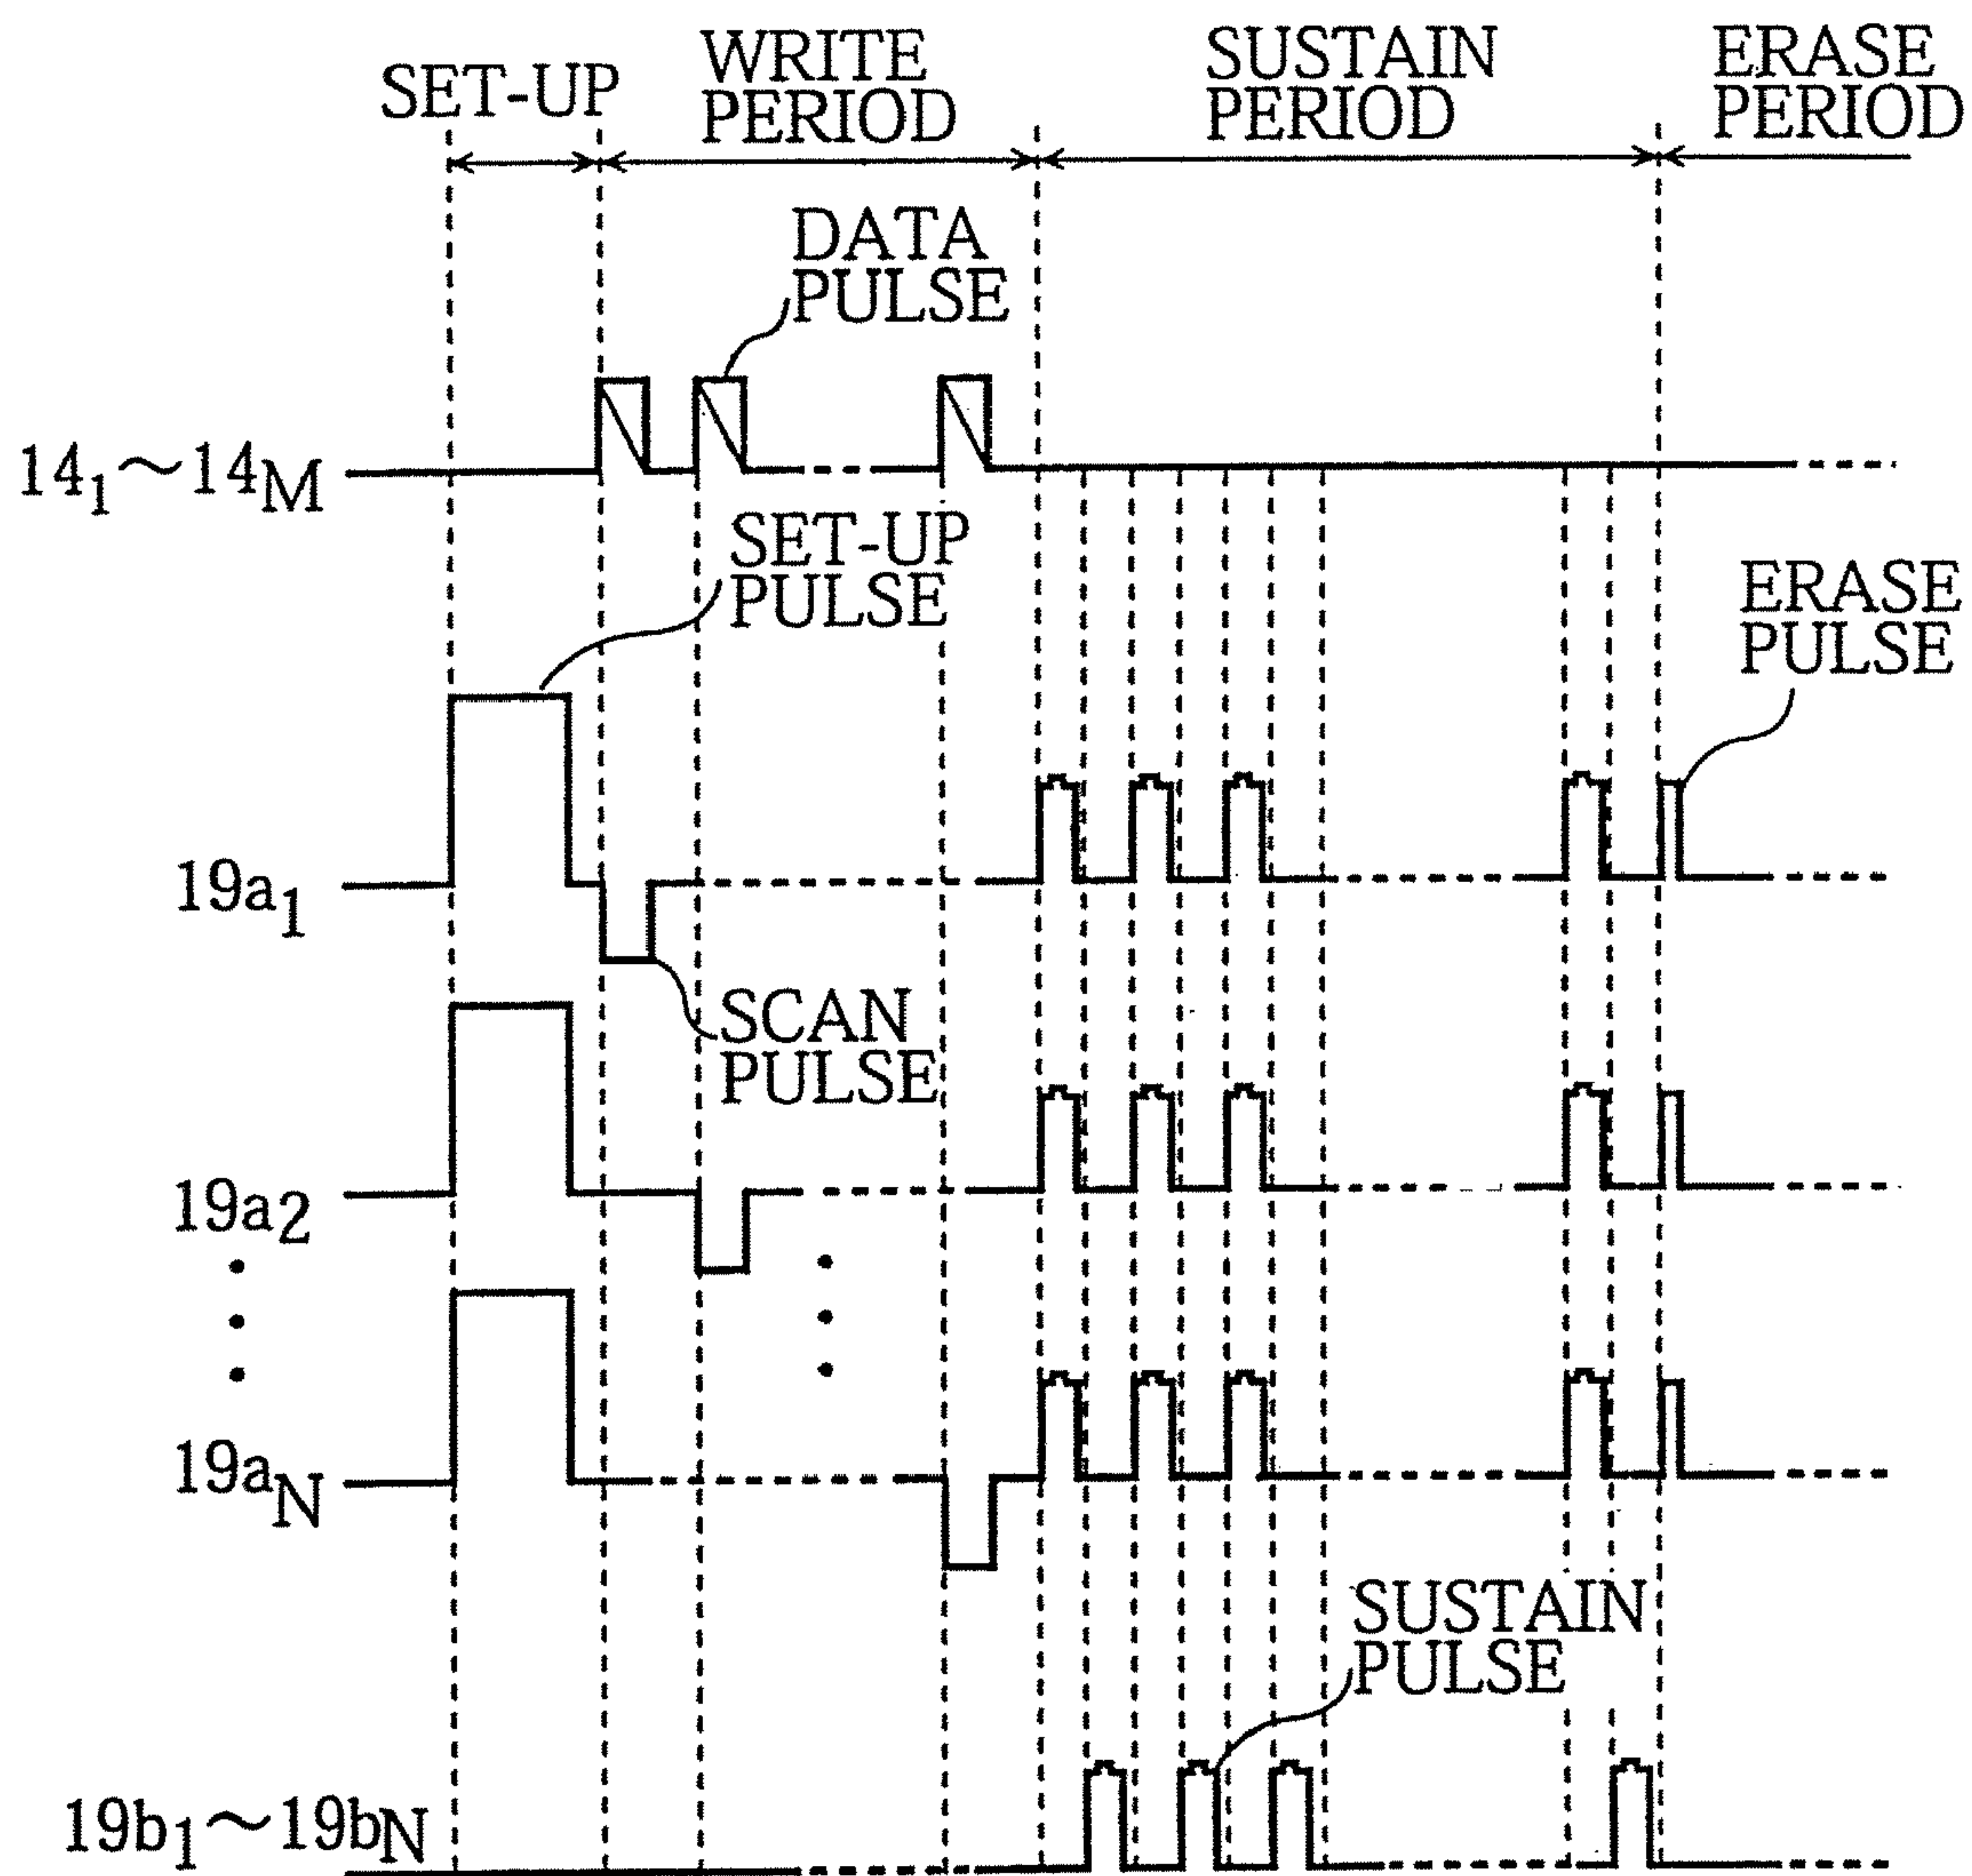 SET-UP
WRITE
PERIOD
SUSTAIN
PERIOD
ERASE
PERIOD
DATA
PULSE
14₁~14M
SET-UP
PULSE
ERASE
PULSE
19a₁
SCAN
PULSE
19a₂
19aN
SUSTAIN
PULSE
19b₁~19bN